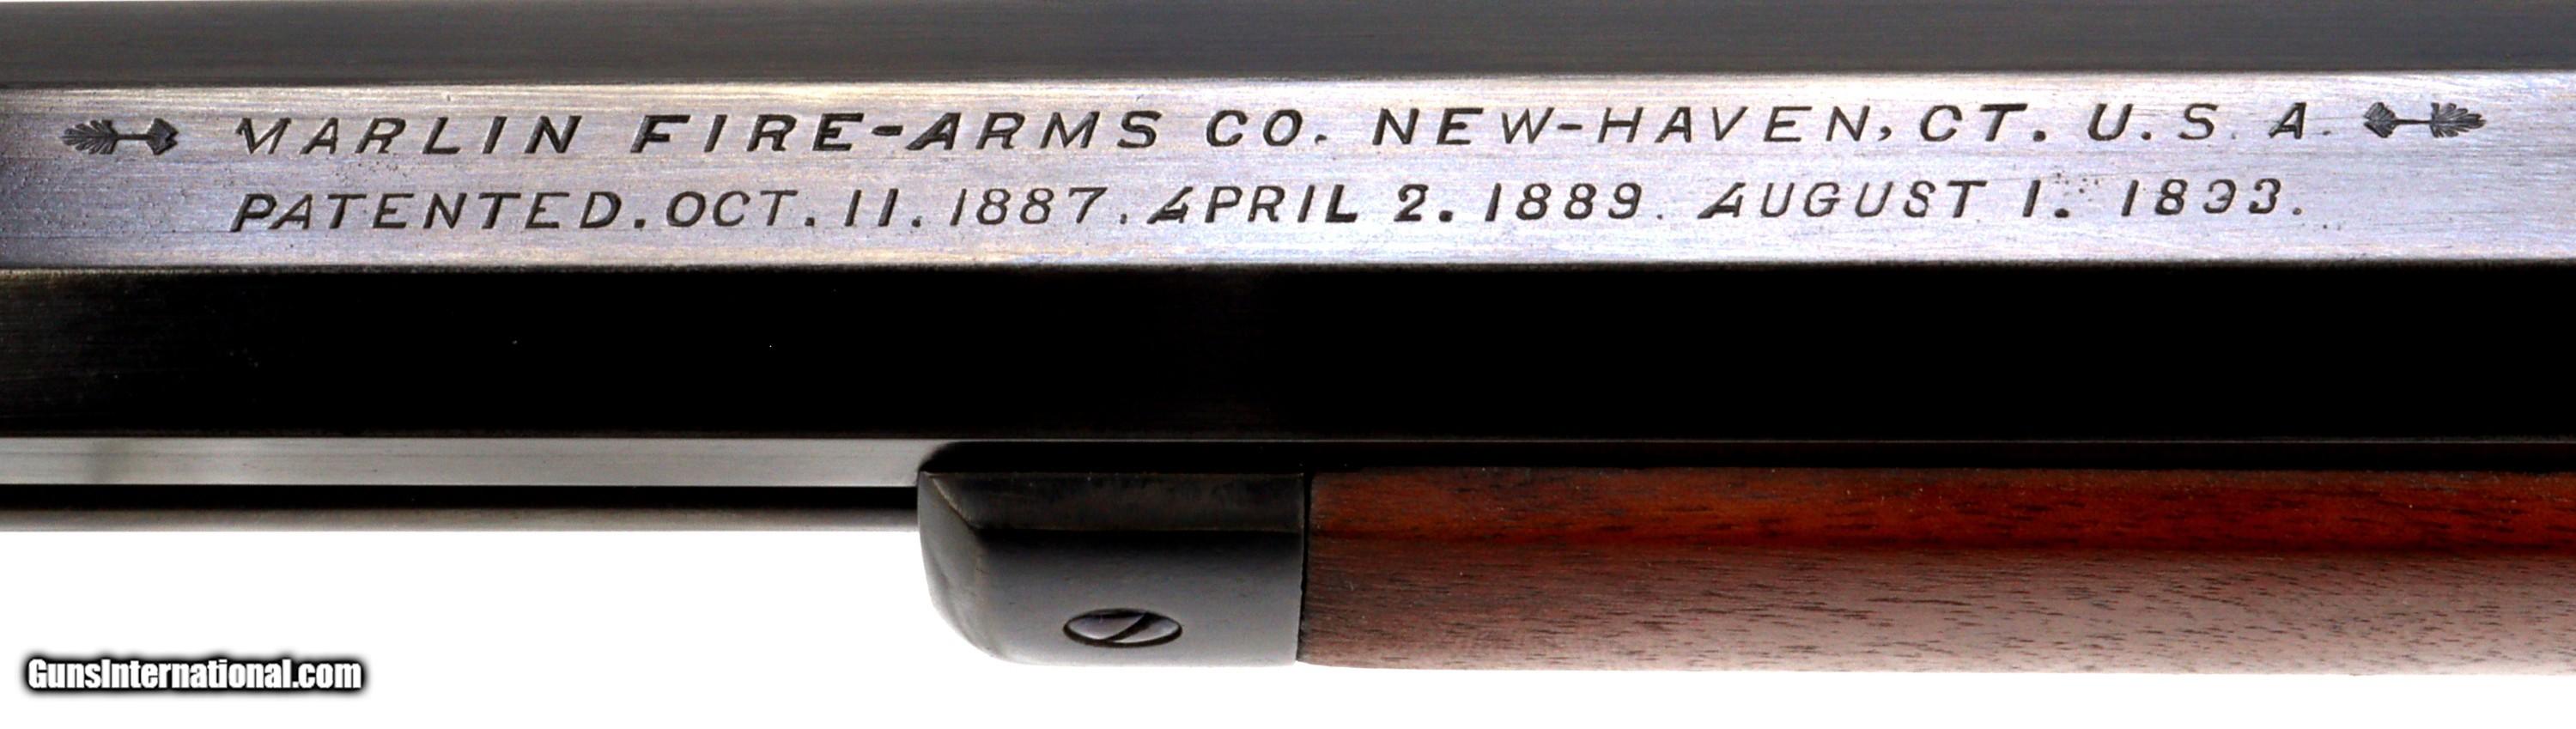 MARLIN FIRE-ARMS CO. NEW-HAVEN, CT. U.S.A.
PATENTED. OCT. 11. 1887. APRIL 2. 1889. AUGUST 1. 1893.
GunsInternational.com